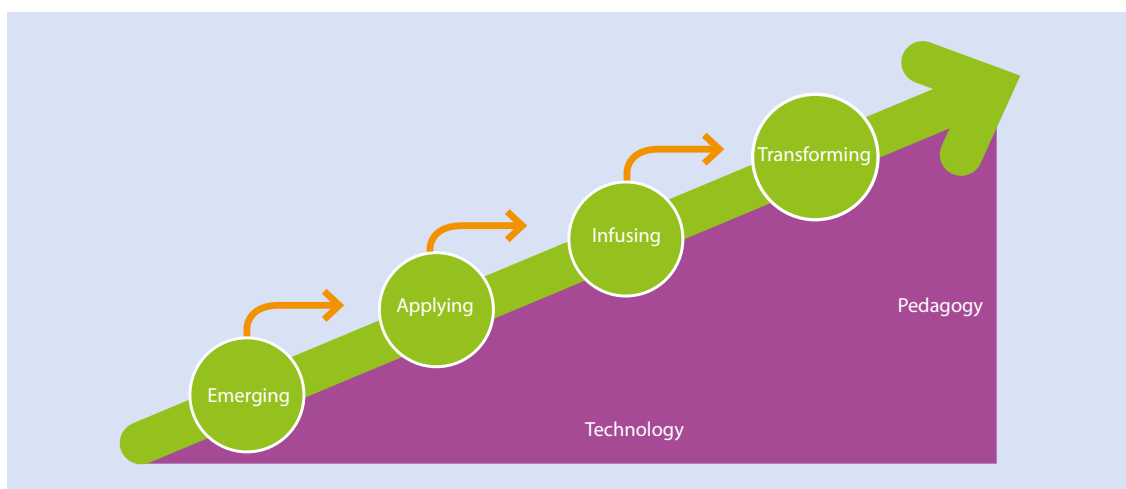 Transforming
Infusing
Applying
Pedagogy
Emerging
Technology